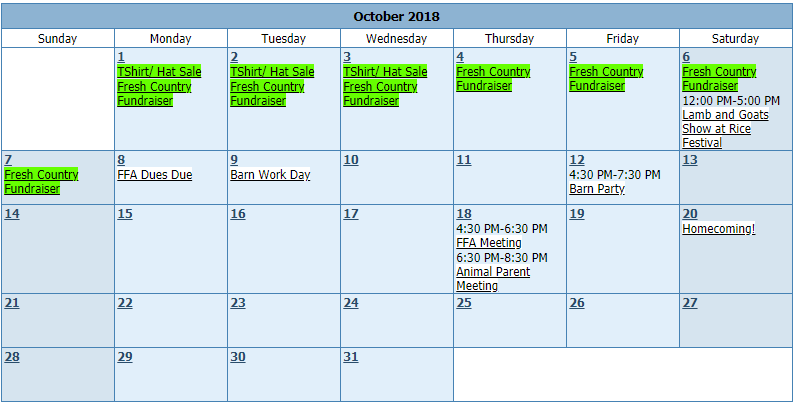 October 2018
Sunday Monday Tuesday Wednesday Thursday Friday Saturday
1
TShirt/ Hat Sale
Fresh Country
Fundraiser
2
TShirt/ Hat Sale
Fresh Country
Fundraiser
3
TShirt/ Hat Sale
Fresh Country
Fundraiser
4
Fresh Country
Fundraiser
5
Fresh Country
Fundraiser
6
Fresh Country
Fundraiser
12:00 PM-5:00 PM
Lamb and Goats
Show at Rice
Festival
7
Fresh Country
Fundraiser
8
FFA Dues Due
9
Barn Work Day
10
11
12
4:30 PM-7:30 PM
Barn Party
13
14
15
16
17
18
4:30 PM-6:30 PM
FFA Meeting
6:30 PM-8:30 PM
Animal Parent
Meeting
19
20
Homecoming!
21
22
23
24
25
26
27
28
29
30
31